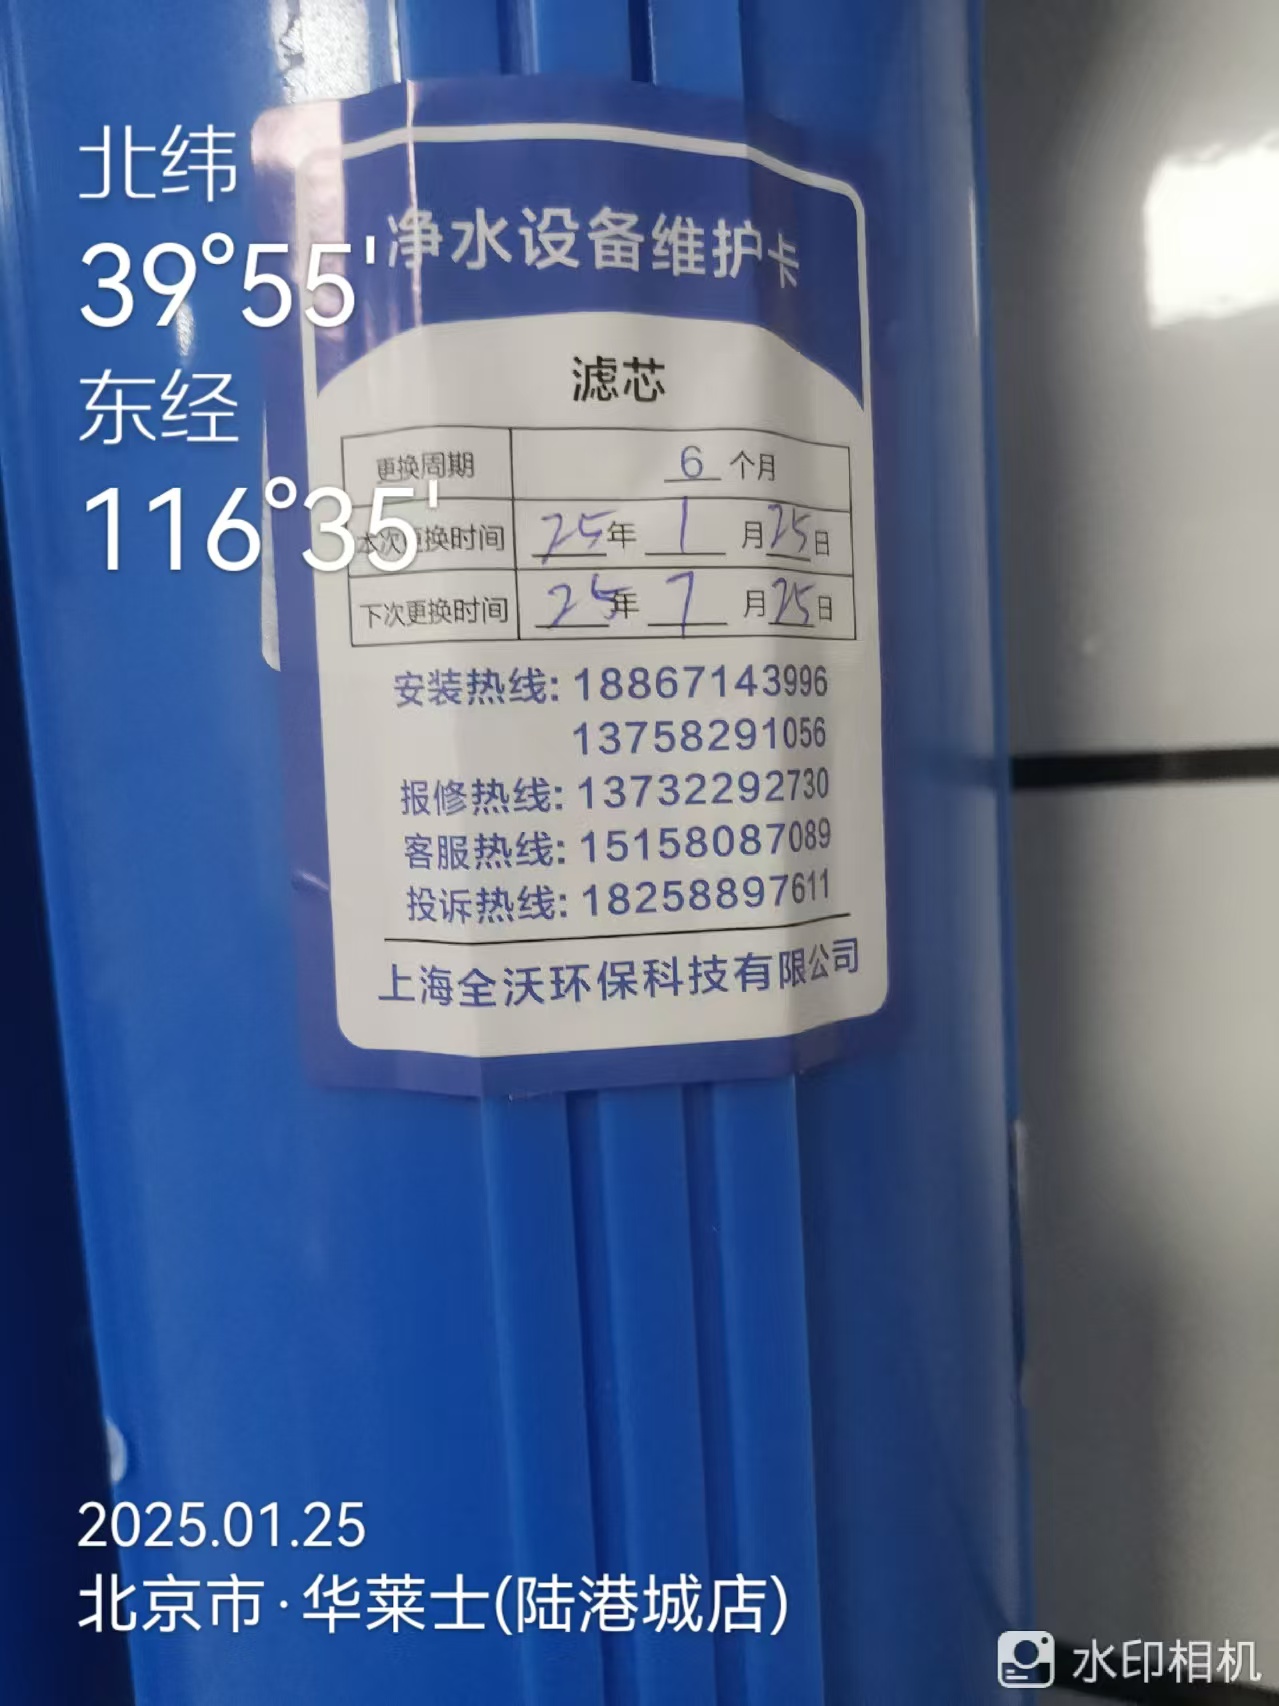 北纬
39°55'
东经
116°35'
净水设备维护卡
滤芯
更换周期 6 个月
本次更换时间 25年 1 月25日
下次更换时间 25年 7 月25日
安装热线: 18867143996
13758291056
报修热线: 13732292730
客服热线: 15158087089
投诉热线: 18258897611
上海全沃环保科技有限公司
2025.01.25
北京市·华莱士(陆港城店)
水印相机